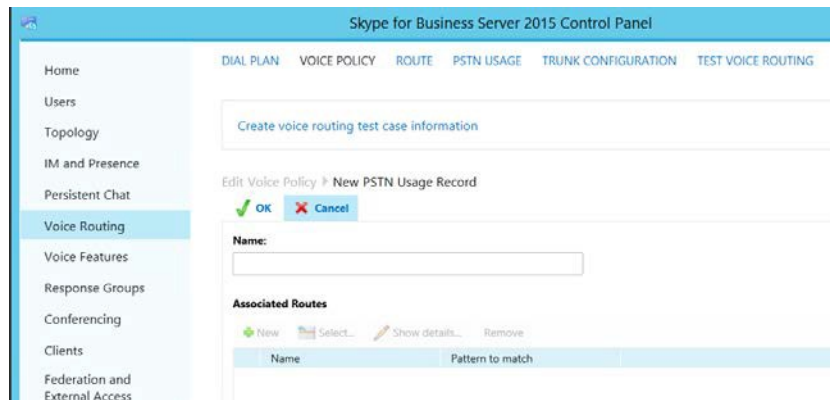 Skype for Business Server 2015 Control Panel
Home
Users
Topology
IM and Presence
Persistent Chat
Voice Routing
Voice Features
Response Groups
Conferencing
Clients
Federation and
External Access
DIAL PLAN VOICE POLICY ROUTE PSTN USAGE TRUNK CONFIGURATION TEST VOICE ROUTING
Create voice routing test case information
Edit Voice Policy New PSTN Usage Record
OK Cancel
Name:
Associated Routes
New Select... Show details... Remove
Name Pattern to match